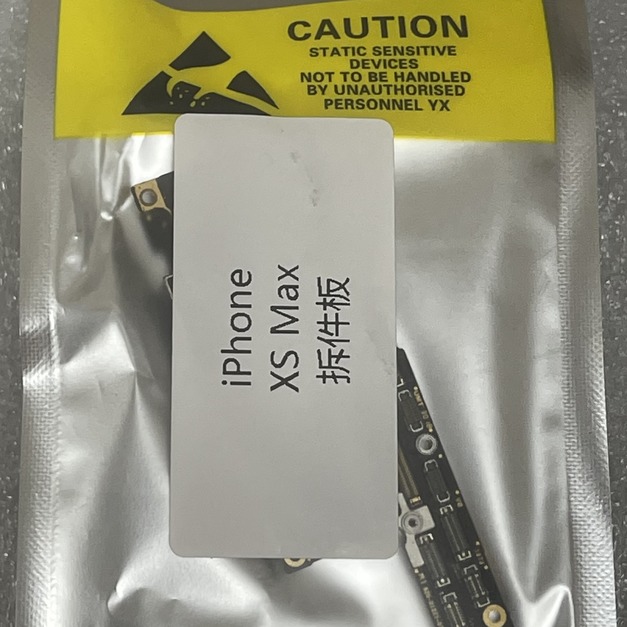 CAUTION
STATIC SENSITIVE
DEVICES
NOT TO BE HANDLED
BY UNAUTHORISED
PERSONNEL YX
iPhone
XS Max
拆件板